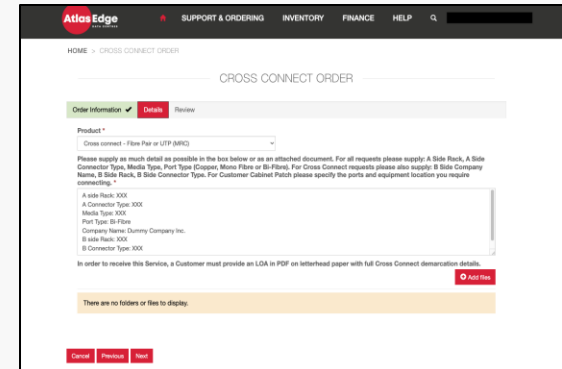 AtlasEdge
DATA CENTRES
SUPPORT & ORDERING INVENTORY FINANCE HELP
HOME > CROSS CONNECT ORDER
CROSS CONNECT ORDER
Order Information Details Review
Product *
Cross connect - Fibre Pair or UTP (MRC)
Please supply as much detail as possible in the box below or as an attached document. For all requests please supply: A Side Rack, A Side
Connector Type, Media Type, Port Type (Copper, Mono Fibre or Bi-Fibre). For Cross Connect requests please also supply: B Side Company
Name, B Side Rack, B Side Connector Type. For Customer Cabinet Patch please specify the ports and equipment location you require
connecting. *
A side Rack: XXX
A Connector Type: XXX
Media Type: XXX
Port Type: Bi-Fibre
Company Name: Dummy Company Inc.
B side Rack: XXX
B Connector Type: XXX
In order to receive this Service, a Customer must provide an LOA in PDF on letterhead paper with full Cross Connect demarcation details.
Add files
There are no folders or files to display.
Cancel Previous Next